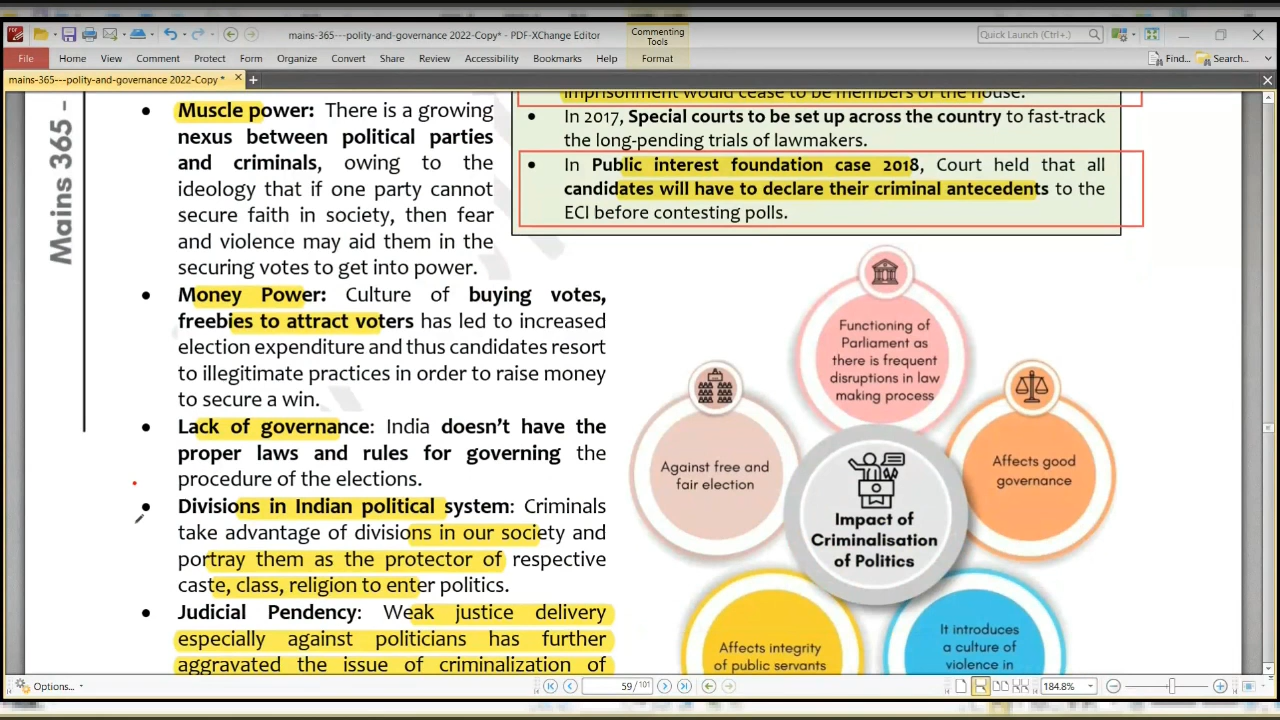 mains-365---polity-and-governance 2022-Copy* - PDF-XChange Editor
Commenting Tools
Quick Launch (Ctrl+.)
File
Home
View
Comment
Protect
Form
Organize
Convert
Share
Review
Accessibility
Bookmarks
Help
Format
Find...
Search...
mains-365---polity-and-governance 2022-Copy *
Mains 365 –
• Muscle power: There is a growing
nexus between political parties
and criminals, owing to the
ideology that if one party cannot
secure faith in society, then fear
and violence may aid them in the
securing votes to get into power.
• Money Power: Culture of buying votes,
freebies to attract voters has led to increased
election expenditure and thus candidates resort
to illegitimate practices in order to raise money
to secure a win.
• Lack of governance: India doesn’t have the
proper laws and rules for governing the
procedure of the elections.
• Divisions in Indian political system: Criminals
take advantage of divisions in our society and
portray them as the protector of respective
caste, class, religion to enter politics.
• Judicial Pendency: Weak justice delivery
especially against politicians has further
aggravated the issue of criminalization of
imprisonment would cease to be members of the house.
• In 2017, Special courts to be set up across the country to fast-track
the long-pending trials of lawmakers.
• In Public interest foundation case 2018, Court held that all
candidates will have to declare their criminal antecedents to the
ECI before contesting polls.
Functioning of
Parliament as
there is frequent
disruptions in law
making process
Against free and
fair election
Affects good
governance
Impact of
Criminalisation
of Politics
Affects integrity
of public servants
It introduces
a culture of
violence in
Options...
59 / 101
184.8%